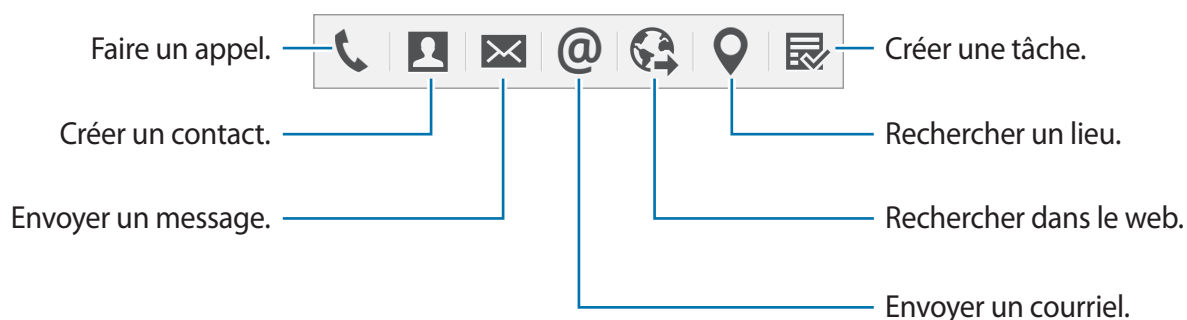 Faire un appel.
Créer une tâche.
Créer un contact.
Rechercher un lieu.
Envoyer un message.
Rechercher dans le web.
Envoyer un courriel.